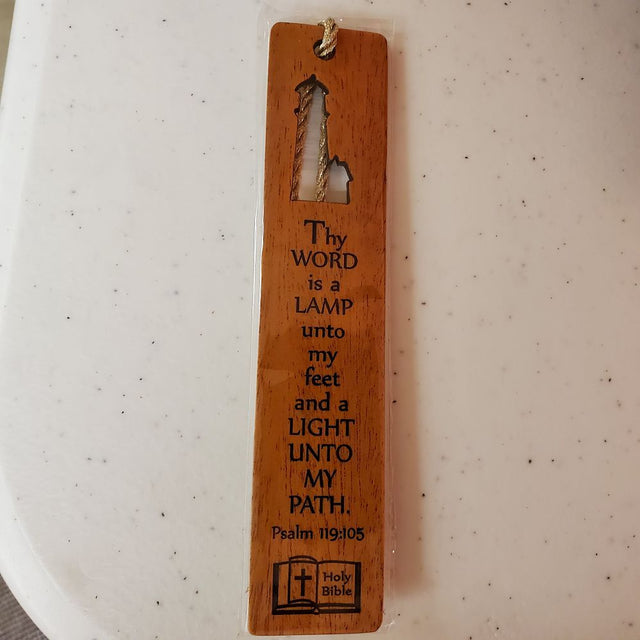 Thy
WORD
is a
LAMP
unto
my
feet
and a
LIGHT
UNTO
MY
PATH.
Psalm 119:105
Holy
Bible